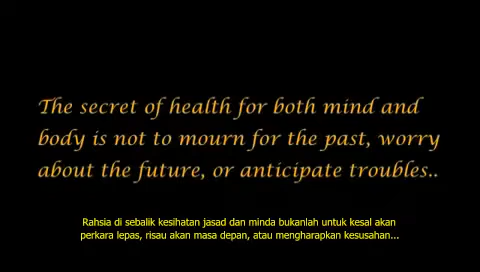 The secret of health for both mind and
body is not to mourn for the past, worry
about the future, or anticipate troubles..
Rahsia di sebalik kesihatan jasad dan minda bukanlah untuk kesal akan
perkara lepas, risau akan masa depan, atau mengharapkan kesusahan...